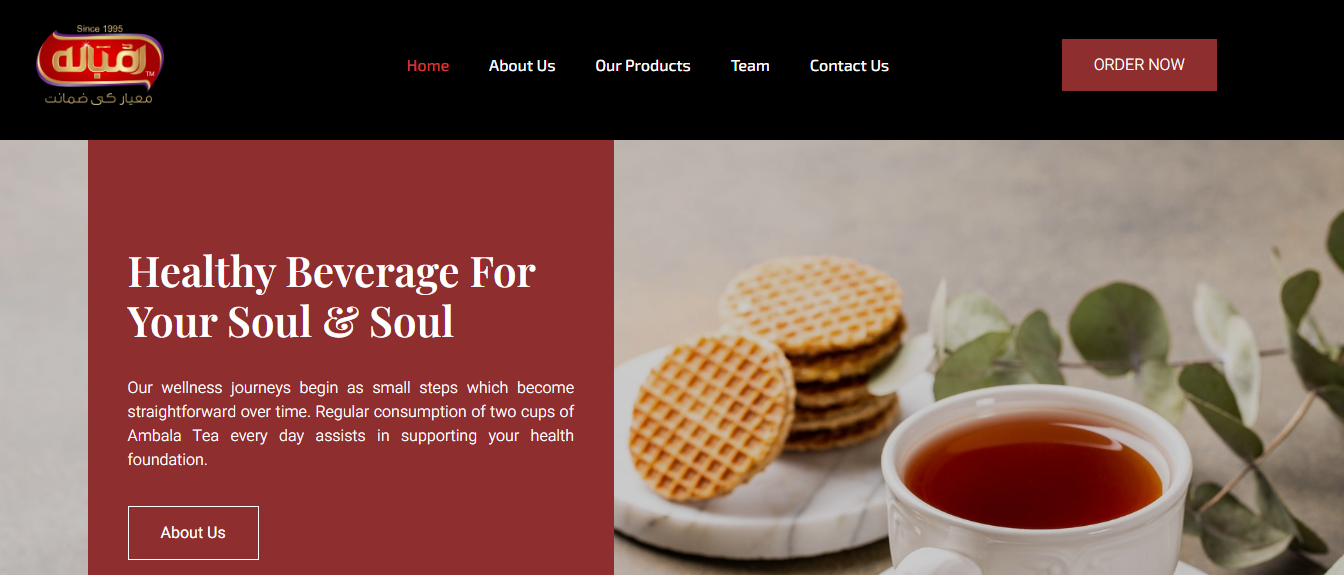 Since 1995
TM
معیار کی ضمانت
Home
About Us
Our Products
Team
Contact Us
ORDER NOW
Healthy Beverage For
Your Soul & Soul
Our wellness journeys begin as small steps which become
straightforward over time. Regular consumption of two cups of
Ambala Tea every day assists in supporting your health
foundation.
About Us